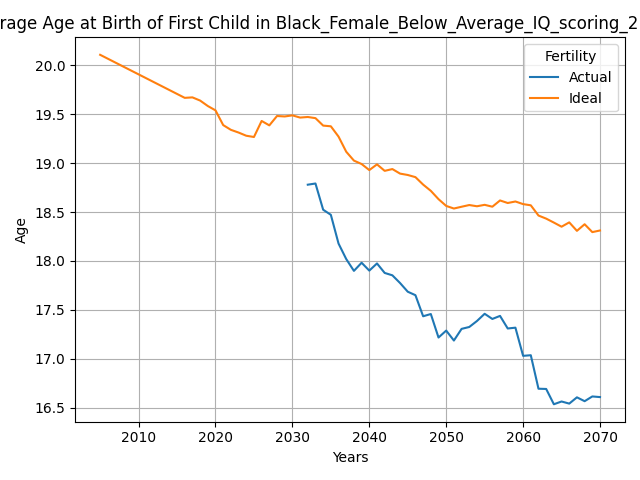 rage Age at Birth of First Child in Black_Female_Below_Average_IQ_scoring_2
Fertility
Actual
Ideal
20.0
19.5
19.0
18.5
18.0
17.5
17.0
16.5
Age
2010 2020 2030 2040 2050 2060 2070
Years